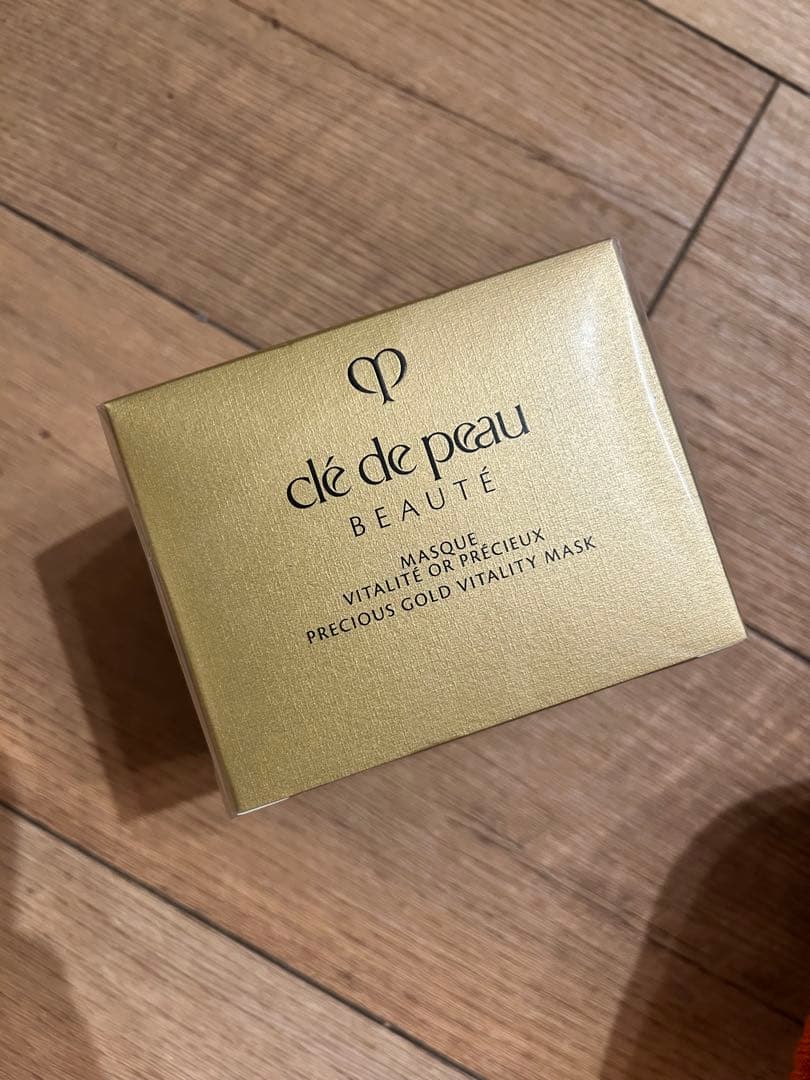 clé de peau
BEAUTÉ
MASQUE
VITALITÉ OR PRÉCIEUX
PRECIOUS GOLD VITALITY MASK